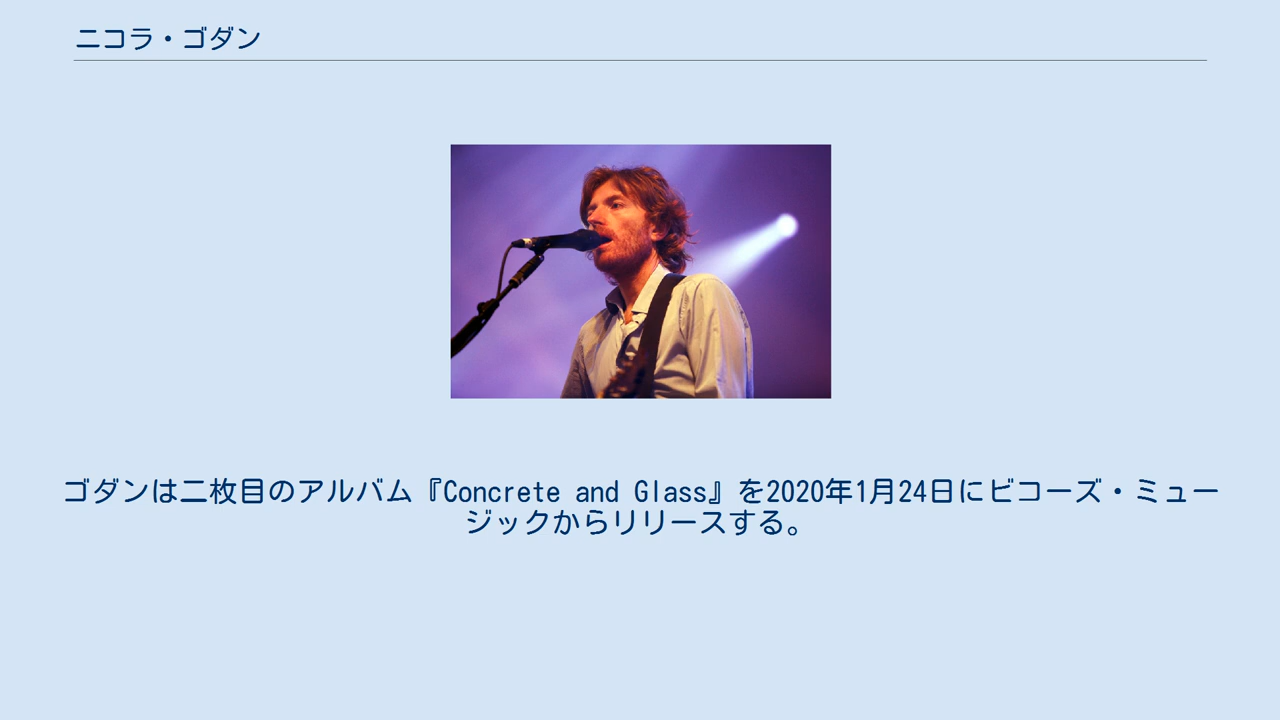 ニコラ・ゴダン
ゴダンは二枚目のアルバム『Concrete and Glass』を2020年1月24日にビコーズ・ミュー
ジックからリリースする。